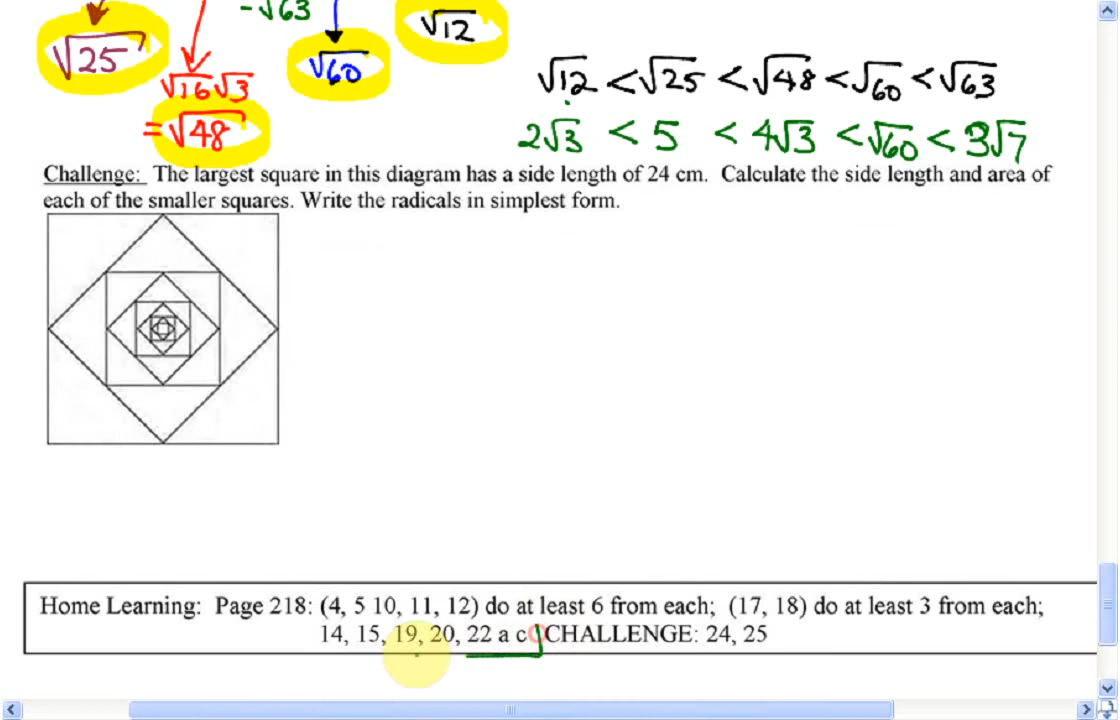 -√63
√25
√12
√60
√16√3
= √48
√12 < √25 < √48 < √60 < √63
2√3 < 5 < 4√3 < √60 < 3√7
Challenge: The largest square in this diagram has a side length of 24 cm. Calculate the side length and area of
each of the smaller squares. Write the radicals in simplest form.
Home Learning: Page 218: (4, 5 10, 11, 12) do at least 6 from each; (17, 18) do at least 3 from each;
14, 15, 19, 20, 22 a c CHALLENGE: 24, 25